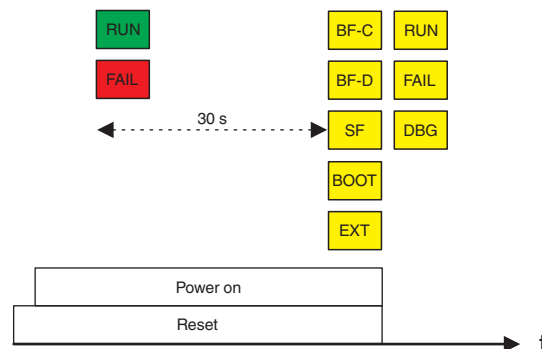 RUN BF-C RUN
FAIL BF-D FAIL
30 s SF DBG
BOOT
EXT
Power on
Reset
t